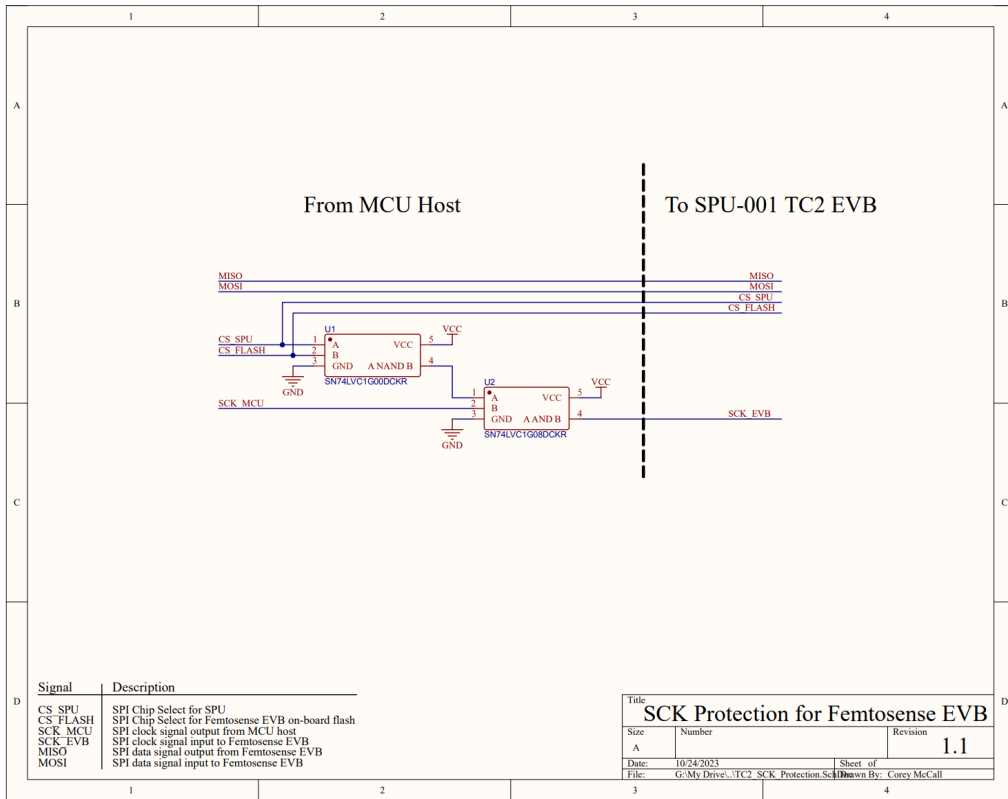 1 2 3 4
A A
From MCU Host To SPU-001 TC2 EVB
MISO MISO
MOSI MOSI
B CS_SPU B
CS_FLASH
U1 VCC
CS_SPU 1 A VCC 5
CS_FLASH 2 B
3 GND A NAND B 4
SN74LVC1G00DCKR
GND
U2 VCC
1 A VCC 5
SCK_MCU 2 B
3 GND A AND B 4 SCK_EVB
SN74LVC1G08DCKR
GND
C C
Signal Description
CS_SPU SPI Chip Select for SPU
CS_FLASH SPI Chip Select for Femtosense EVB on-board flash
SCK_MCU SPI clock signal output from MCU host
SCK_EVB SPI clock signal input to Femtosense EVB
MISO SPI data signal output from Femtosense EVB
MOSI SPI data signal input to Femtosense EVB
D D
Title
SCK Protection for Femtosense EVB
Size Number Revision
A 1.1
Date: 10/24/2023 Sheet of
File: G:\My Drive\..\TC2_SCK_Protection.SchDoc Drawn By: Corey McCall
1 2 3 4